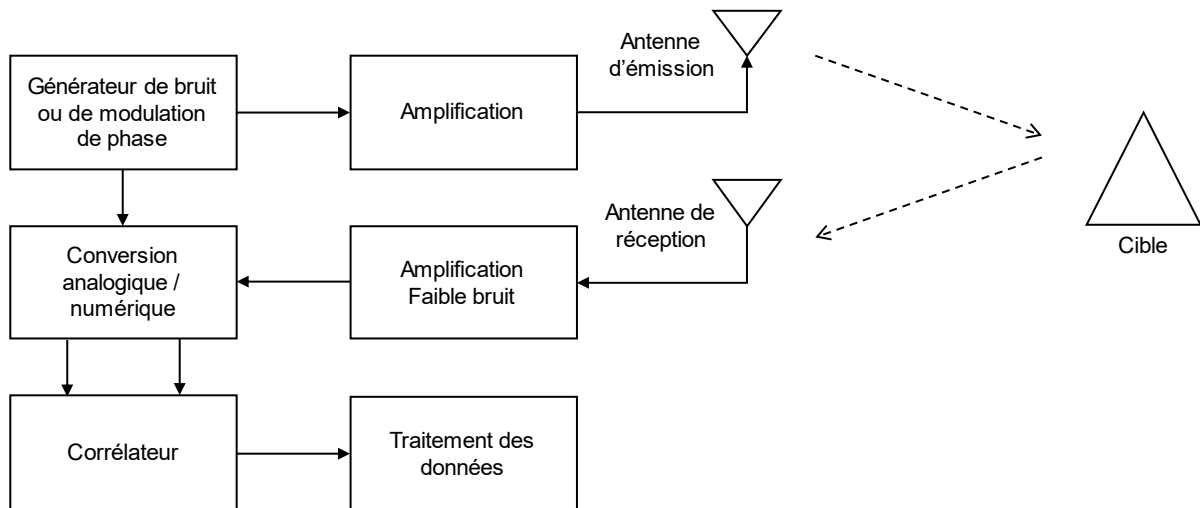 Générateur de bruit
ou de modulation
de phase
Amplification
Antenne
d’émission
Conversion
analogique /
numérique
Amplification
Faible bruit
Antenne de
réception
Cible
Corrélateur
Traitement des
données